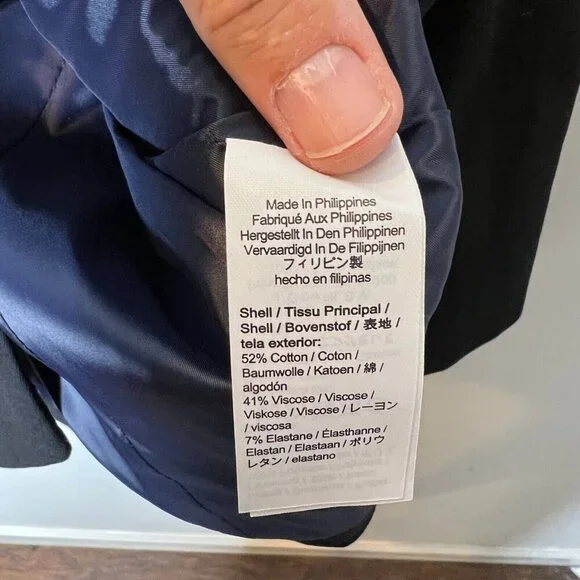 Made In Philippines
Fabriqué Aux Philippines
Hergestellt In Den Philippinen
Vervaardigd In De Filippijnen
フィリピン製
hecho en filipinas
Shell / Tissu Principal /
Shell / Bovenstof / 表地 /
tela exterior:
52% Cotton / Coton /
Baumwolle / Katoen / 綿 /
algodón
41% Viscose / Viscose /
Viskose / Viscose / レーヨン
/ viscosa
7% Elastane / Élasthanne /
Elastan / Elastaan / ポリウ
レタン / elastano